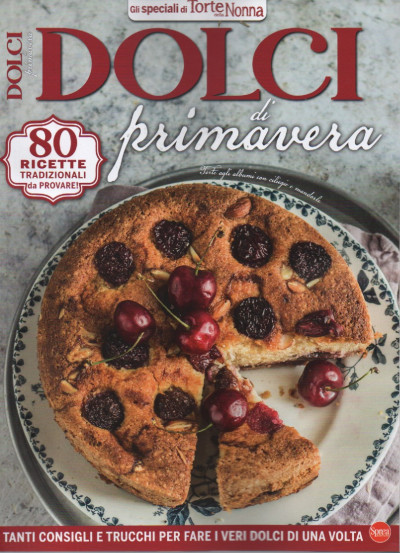 Gli speciali di Torte della Nonna
DOLCI
DOLCI
di
primavera
80
RICETTE
TRADIZIONALI
da PROVARE!
Torta agli albumi con ciliegie e mandorle
TANTI CONSIGLI E TRUCCHI PER FARE I VERI DOLCI DI UNA VOLTA
Sprea